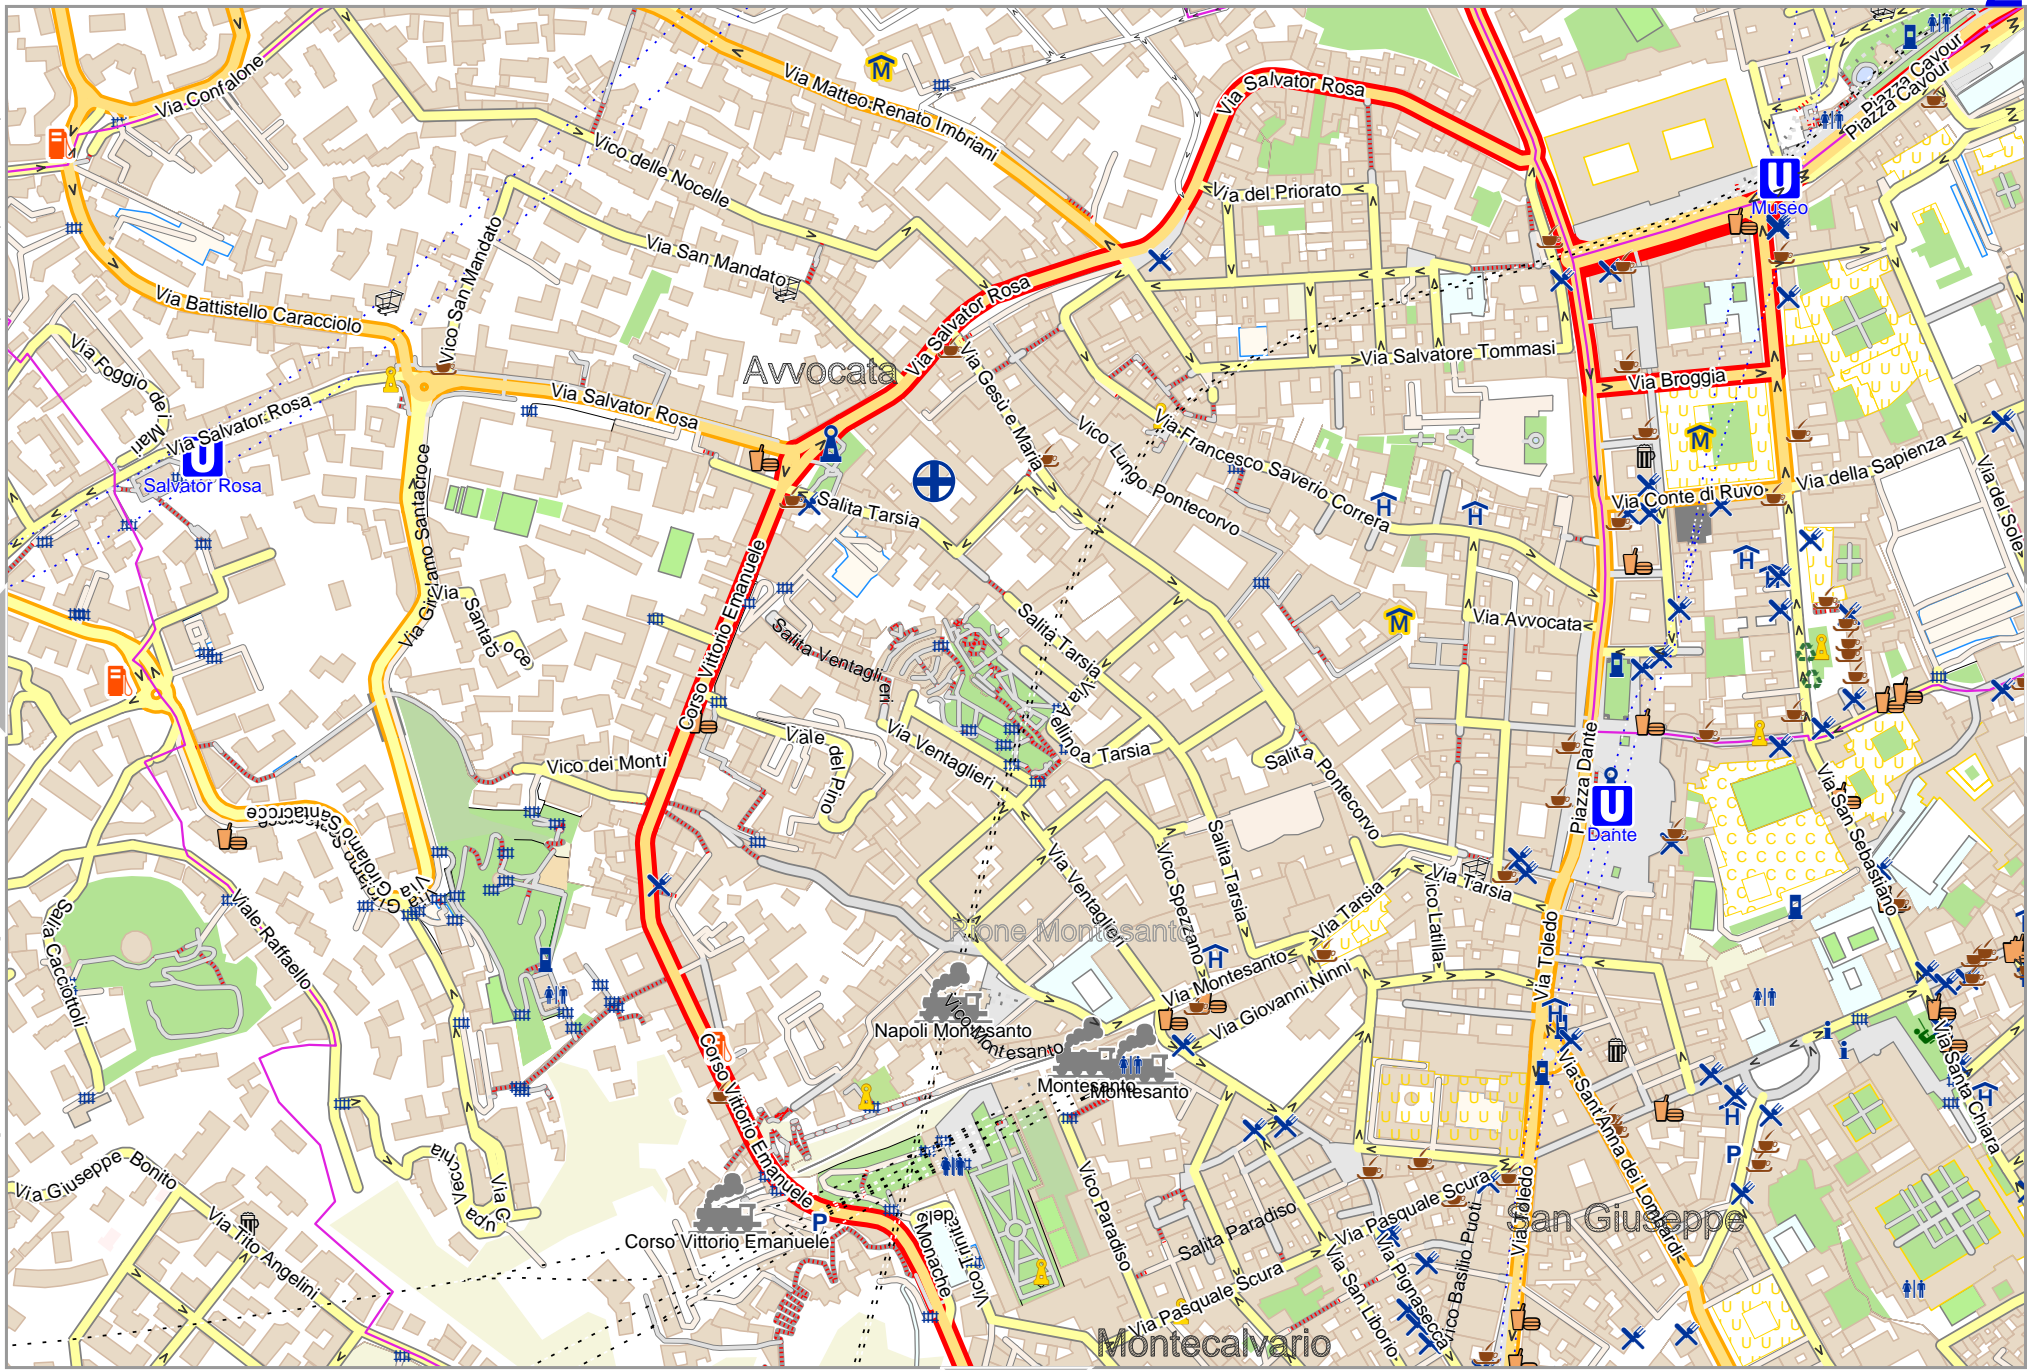 Via Confalone
Via Matteo Renato Imbriani
Via Salvator Rosa
Piazza Cavour
Piazza Cavour
Vico delle Nocelle
Via del Priorato
Museo
Vico San Mandato
Via San Mandato
Via Battistello Caracciolo
Via Salvator Rosa
Via Salvatore Tommasi
Via Broggia
Avvocata
Via Salvator Rosa
Via Salvator Rosa
Salvator Rosa
Via Gesù e Maria
Vico Lungo Pontecorvo
Via Francesco Saverio Correra
Via Conte di Ruvo
Via della Sapienza
Via del Sole
Salita Tarsia
Via Girolamo Santacroce
Corso Vittorio Emanuele
Salita Ventaglieri
Salita Tarsia
Via Avvocata
Via Avellino a Tarsia
Via Ventaglieri
Viale del Pino
Vico dei Monti
Salita Pontecorvo
Piazza Dante
Dante
Via San Sebastiano
Via Girolamo Santacroce
Salita Cacciottoli
Viale Raffaello
Via Ventaglieri
Vico Spezzano
Salita Tarsia
Via Tarsia
Via Tarsia
Vico Latilla
Via Toledo
Rione Montesanto
Via Montesanto
Via Giovanni Ninni
Napoli Montesanto
Vico Montesanto
Montesanto
Montesanto
Via Sant'Anna dei Lombardi
Via Santa Chiara
Corso Vittorio Emanuele
Via Giuseppe Bonito
Via Tito Angelini
Corso Vittorio Emanuele
P
P
Vico Paradiso
Salita Paradiso
Via Pasquale Scura
Via Pasquale Scura
Via San Liborio
Via Pignasecca
Vico Basilio Puoti
Via Toledo
San Giuseppe
Montecalvario